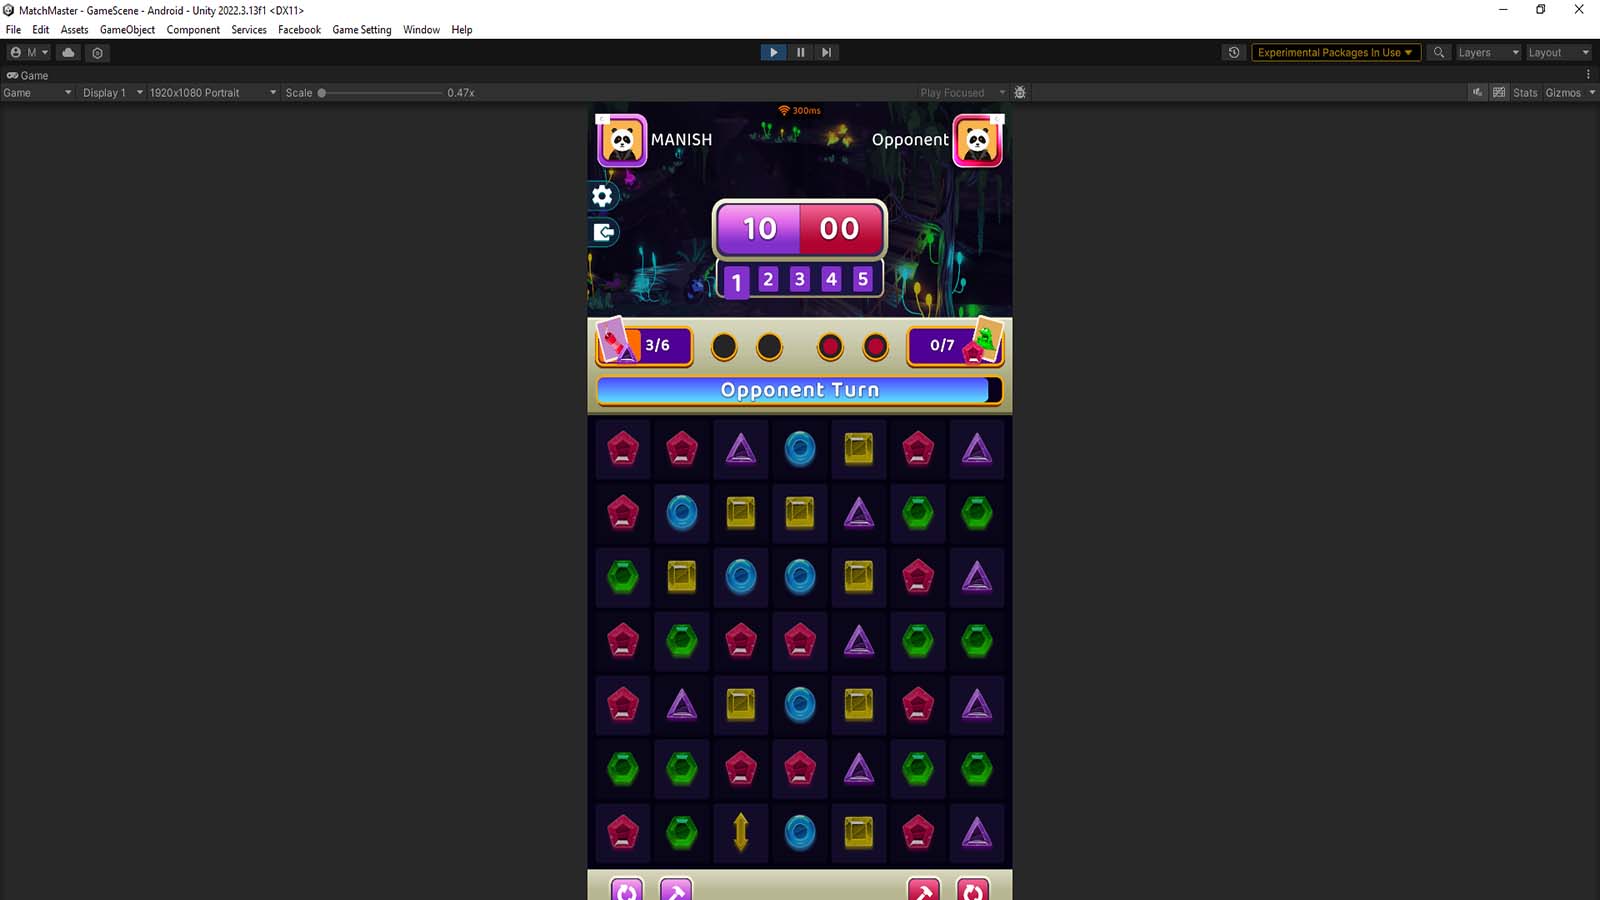 MatchMaster - GameScene - Android - Unity 2022.3.13f1 <DX11>
File Edit Assets GameObject Component Services Facebook Game Setting Window Help
M Experimental Packages In Use Layers Layout
Game
Game Display 1 1920x1080 Portrait Scale 0.47x Play Focused Stats Gizmos
300ms
MANISH Opponent
10 00
1 2 3 4 5
3/6 0/7
Opponent Turn